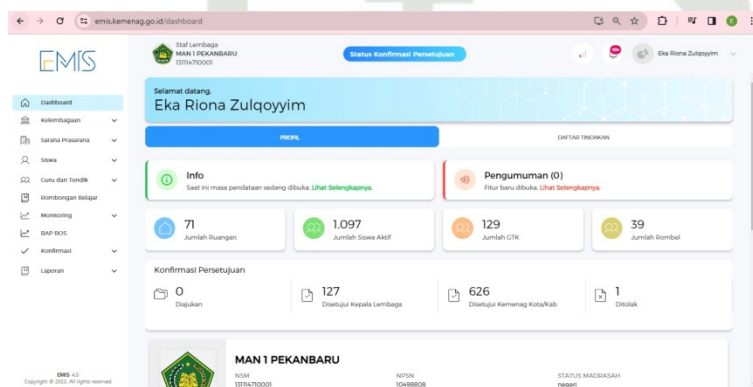 emis.kemenag.go.id/dashboard
EMIS
Staf Lembaga
MAN 1 PEKANBARU
131114710001
Status Konfirmasi Persetujuan
Eka Riona Zulqoyyim
Dashboard
Kelembagaan
Sarana Prasarana
Siswa
Guru dan Tendik
Rombongan Belajar
Monitoring
BAP BOS
Konfirmasi
Laporan
EMIS 4.0
Copyright © 2023. All rights reserved
Selamat datang,
Eka Riona Zulqoyyim
PROFIL
DAFTAR TINDAKAN
Info
Saat ini masa pendataan sedang dibuka. Lihat Selengkapnya.
Pengumuman (0)
Fitur baru dibuka. Lihat Selengkapnya.
71
Jumlah Ruangan
1.097
Jumlah Siswa Aktif
129
Jumlah GTK
39
Jumlah Rombel
Konfirmasi Persetujuan
0
Diajukan
127
Disetujui Kepala Lembaga
626
Disetujui Kemenag Kota/Kab
1
Ditolak
MAN 1 PEKANBARU
NSM
131114710001
NPSN
10498808
STATUS MADRASAH
negeri